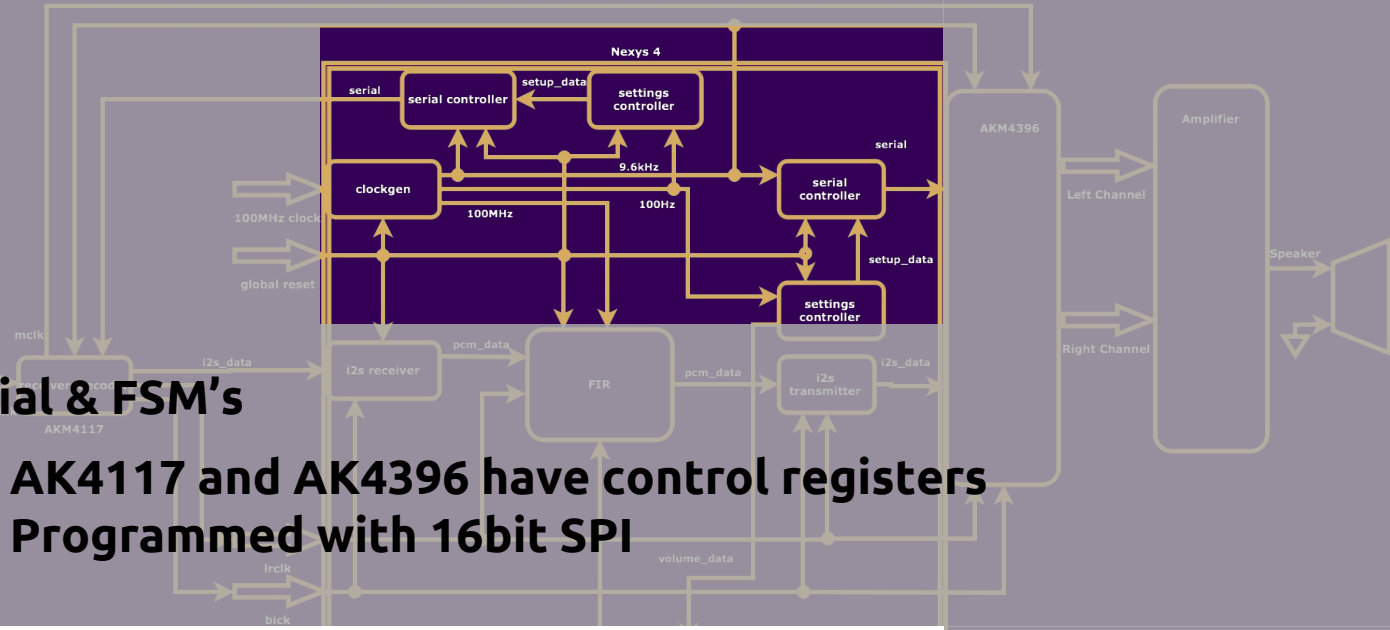 Nexys 4
serial
serial controller
setup_data
settings
controller
AKM4396
Amplifier
serial
9.6kHz
clockgen
serial
controller
100MHz clock
100MHz
100Hz
Left Channel
global reset
setup_data
Speaker
settings
controller
mclk
Right Channel
i2s_data
i2s receiver
pcm_data
FIR
pcm_data
i2s
transmitter
i2s_data
AKM4117
ial & FSM’s
AK4117 and AK4396 have control registers
Programmed with 16bit SPI
volume_data
lrclk
bick